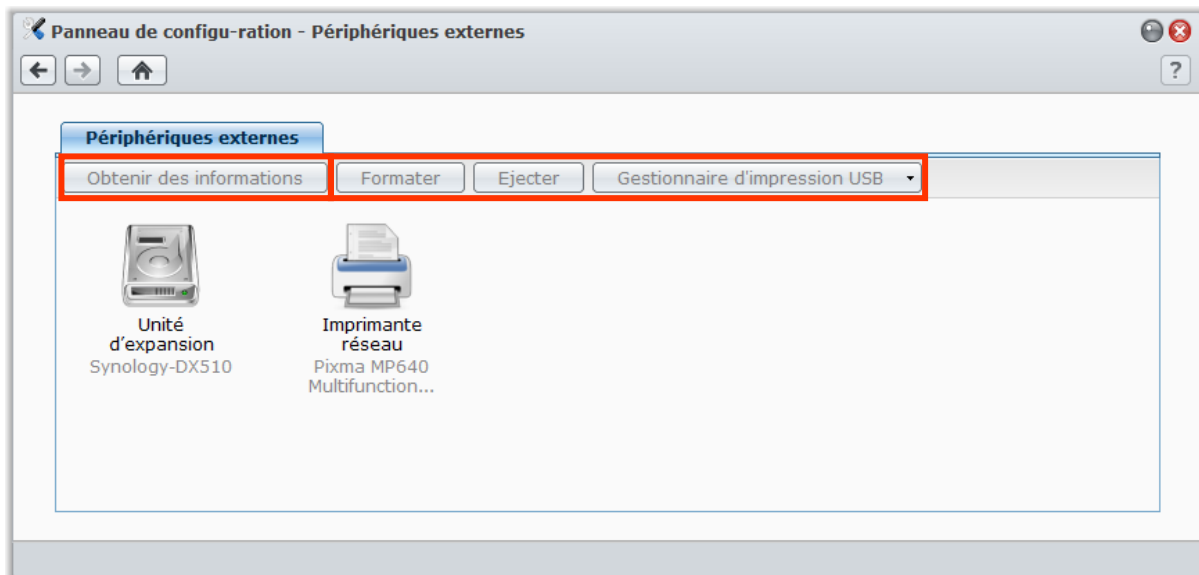 Panneau de configu-ration - Périphériques externes
?
Périphériques externes
Obtenir des informations Formater Ejecter Gestionnaire d'impression USB
Unité
d’expansion
Synology-DX510
Imprimante
réseau
Pixma MP640
Multifunction...